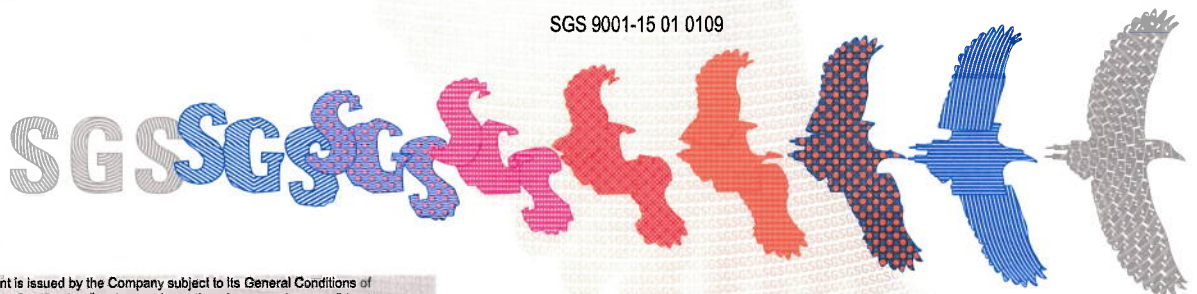 SGS 9001-15 01 0109
SGS SGS SGS
nt is issued by the Company subject to its General Conditions of